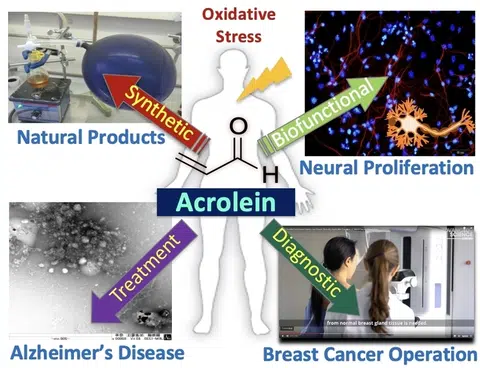 Oxidative
Stress
Synthetic
Biofunctional
Natural Products
Neural Proliferation
O
H
Acrolein
Treatment
Diagnostic
from normal breast gland tissue is needed
Alzheimer's Disease
Breast Cancer Operation